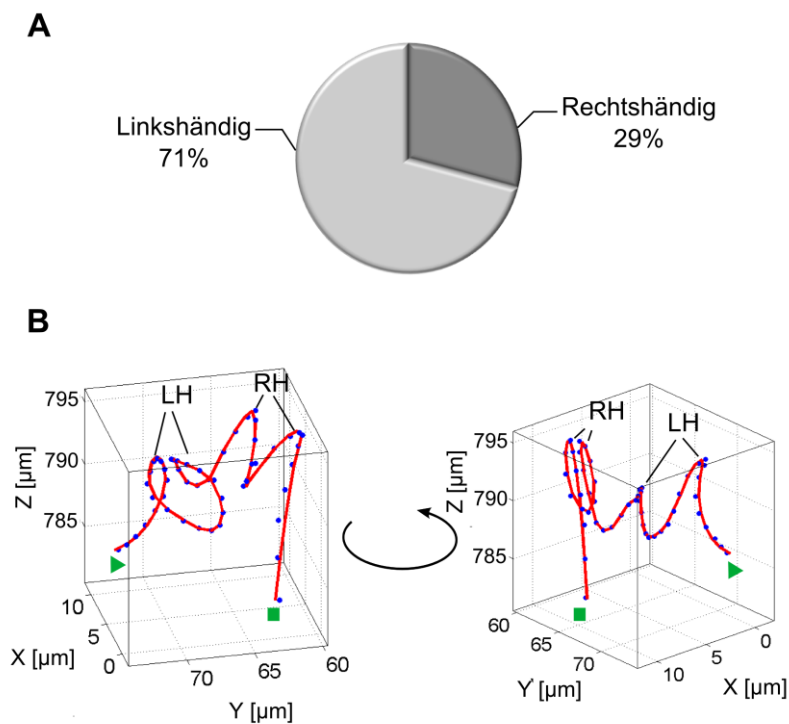 A
Linkshändig
71%
Rechtshändig
29%
B
LH
RH
795
790
785
Z [µm]
10
5
0
X [µm]
70
65
60
Y [µm]
RH
LH
795
790
785
Z [µm]
60
65
70
Y [µm]
10
5
0
X [µm]